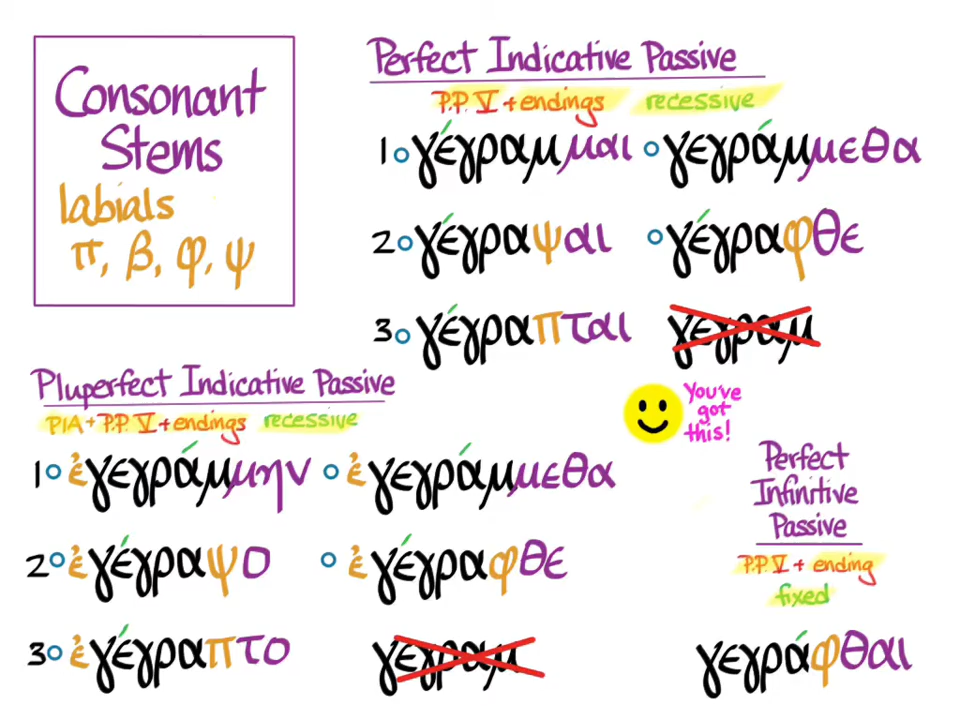 Consonant
Stems
labials
π, β, φ, ψ
Perfect Indicative Passive
P.P. V + endings recessive
1 γέγραμμαι γεγράμμεθα
2 γέγραψαι γέγραφθε
3 γέγραπται γεγραμ
Pluperfect Indicative Passive
PIA + P.P. V + endings recessive
1 ἐγεγράμμην ἐγεγράμμεθα
2 ἐγέγραψο ἐγέγραφθε
3 ἐγέγραπτο γεγραμ
You've
got
this!
Perfect
Infinitive
Passive
P.P. V + ending
fixed
γεγράφθαι